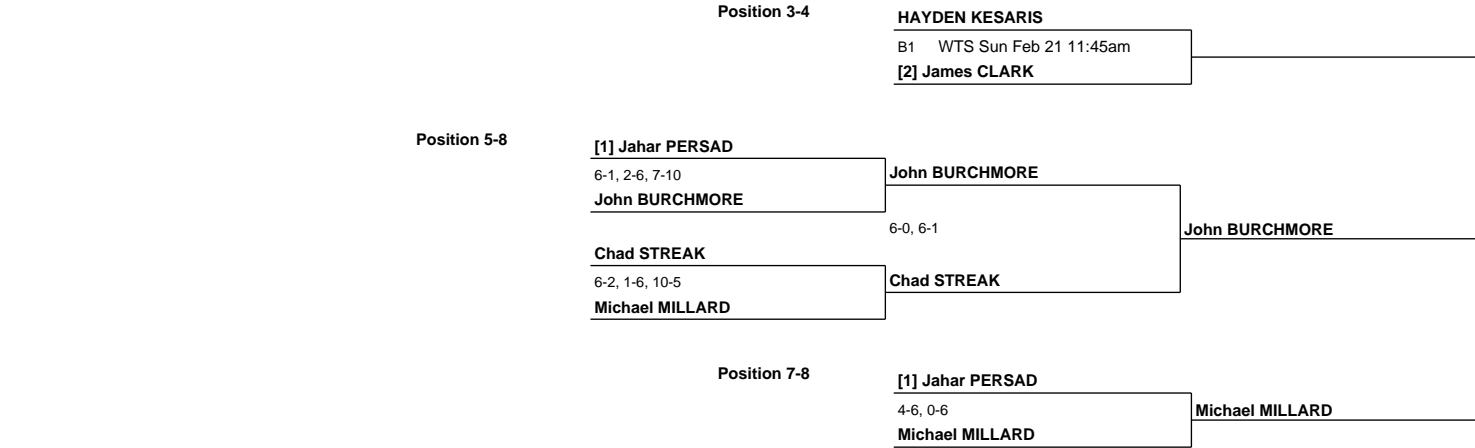 Position 3-4
HAYDEN KESARIS
B1 WTS Sun Feb 21 11:45am
[2] James CLARK
Position 5-8
[1] Jahar PERSAD
6-1, 2-6, 7-10
John BURCHMORE
John BURCHMORE
6-0, 6-1
John BURCHMORE
Chad STREAK
6-2, 1-6, 10-5
Chad STREAK
Michael MILLARD
Position 7-8
[1] Jahar PERSAD
4-6, 0-6
Michael MILLARD
Michael MILLARD